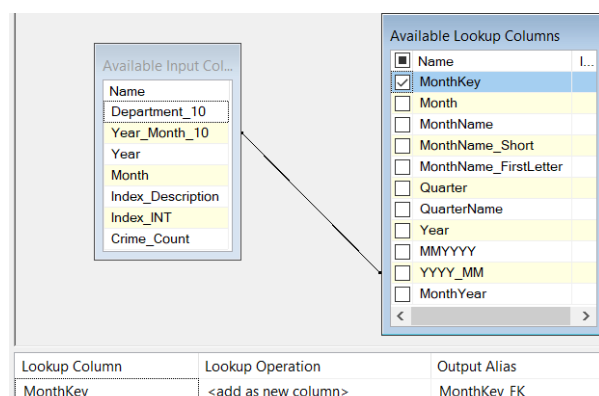 Available Lookup Columns
Name I...
MonthKey
Month
MonthName
MonthName_Short
MonthName_FirstLetter
Quarter
QuarterName
Year
MMYYYY
YYYY_MM
MonthYear
Available Input Col...
Name
Department_10
Year_Month_10
Year
Month
Index_Description
Index_INT
Crime_Count
Lookup Column Lookup Operation Output Alias
MonthKey <add as new column> MonthKey_FK